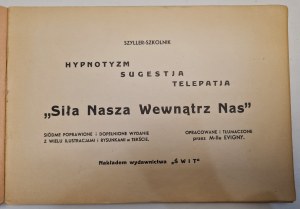 SZYLLER-SZKOLNIK
HYPNOTYZM
SUGESTJA
TELEPATJA
„Siła Nasza Wewnątrz Nas”
SIÓDME POPRAWIONE i DOPEŁNIONE WYDANIE
Z WIELU ILUSTRACJAMI i RYSUNKAMI w TEKŚCIE.
OPRACOWANE i TŁUMACZONE
przez M-lle EVIGNY.
Nakładem wydawnictwa „ŚWIT”